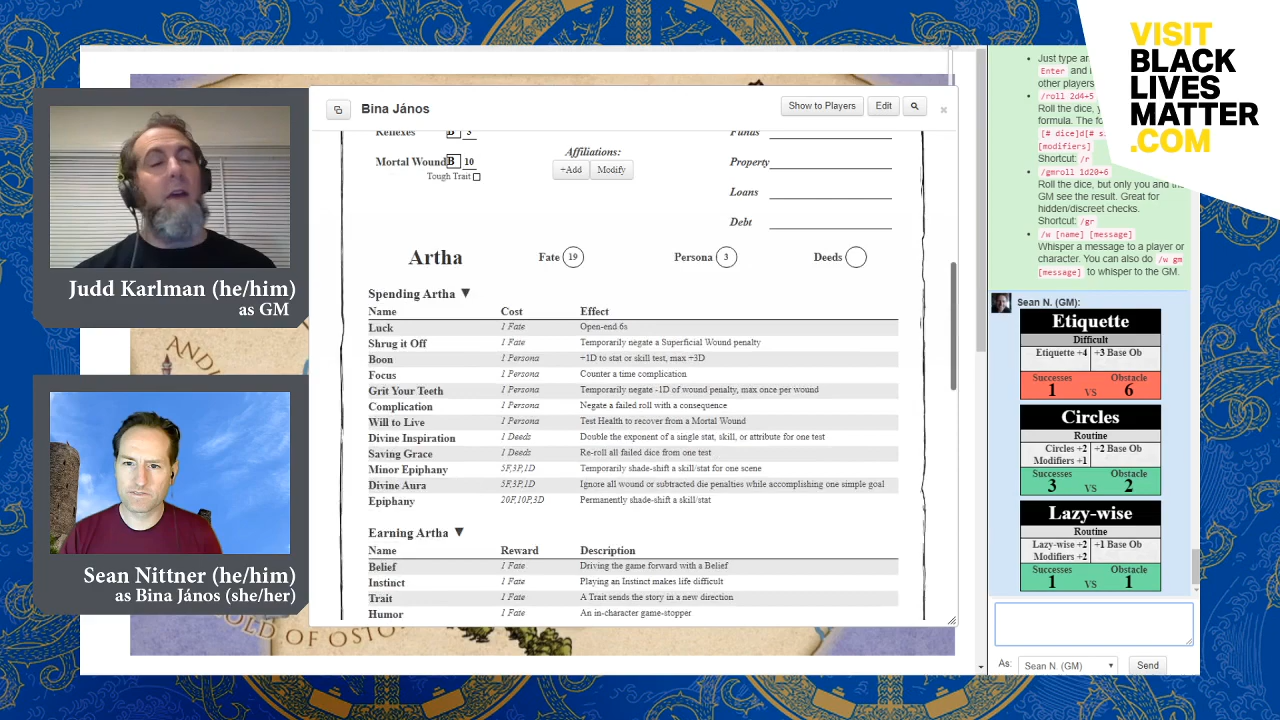 VISIT
BLACK
LIVES
MATTER
.COM
Judd Karlman (he/him)
as GM
Sean Nittner (he/him)
as Bina János (she/her)
AND
OLD OF OSTO
Bina János
Show to Players
Edit
Reflexes B 3
Mortal Wound B 10
Tough Trait
Affiliations:
+Add Modify
Funds
Property
Loans
Debt
Artha Fate 19 Persona 3 Deeds
Spending Artha ▼
Name Cost Effect
Luck 1 Fate Open-end 6s
Shrug it Off 1 Fate Temporarily negate a Superficial Wound penalty
Boon 1 Persona +1D to stat or skill test, max +3D
Focus 1 Persona Counter a time complication
Grit Your Teeth 1 Persona Temporarily negate -1D of wound penalty, max once per wound
Complication 1 Persona Negate a failed roll with a consequence
Will to Live 1 Persona Test Health to recover from a Mortal Wound
Divine Inspiration 1 Deeds Double the exponent of a single stat, skill, or attribute for one test
Saving Grace 1 Deeds Re-roll all failed dice from one test
Minor Epiphany 5F,3P,1D Temporarily shade-shift a skill/stat for one scene
Divine Aura 5F,3P,1D Ignore all wound or subtracted die penalties while accomplishing one simple goal
Epiphany 20F,10P,3D Permanently shade-shift a skill/stat
Earning Artha ▼
Name Reward Description
Belief 1 Fate Driving the game forward with a Belief
Instinct 1 Fate Playing an Instinct makes life difficult
Trait 1 Fate A Trait sends the story in a new direction
Humor 1 Fate An in-character game-stopper
Just type an
Enter and i
other players
/roll 2d4+5
Roll the dice, y
formula. The fo
[# dice]d[# s
[modifiers]
Shortcut: /r
/gmroll 1d20+6
Roll the dice, but only you and th
GM see the result. Great for
hidden/discreet checks.
Shortcut: /gr
/w [name] [message]
Whisper a message to a player or
character. You can also do /w gm
[message] to whisper to the GM.
Sean N. (GM):
Etiquette
Difficult
Etiquette +4 +3 Base Ob
Successes Obstacle
1 VS 6
Circles
Routine
Circles +2 +2 Base Ob
Modifiers +1
Successes Obstacle
3 VS 2
Lazy-wise
Routine
Lazy-wise +2 +1 Base Ob
Modifiers +2
Successes Obstacle
1 VS 1
As: Sean N. (GM) Send